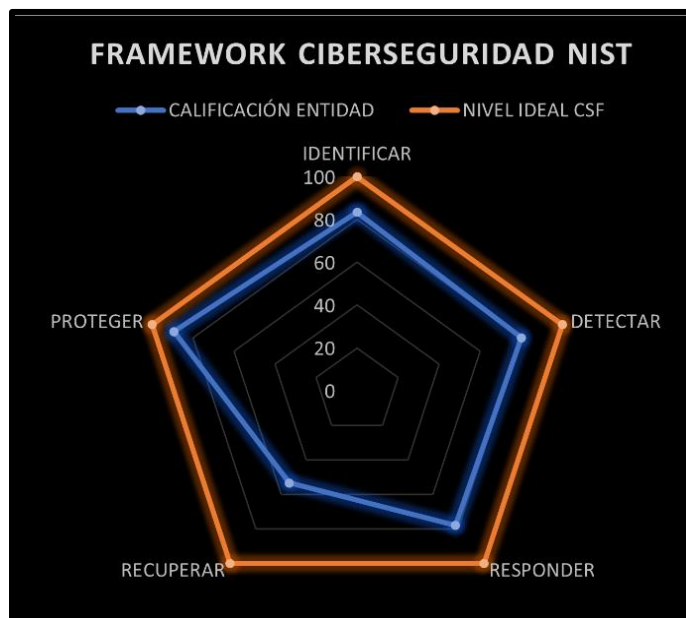 FRAMEWORK CIBERSEGURIDAD NIST
CALIFICACIÓN ENTIDAD NIVEL IDEAL CSF
IDENTIFICAR
100
80
60
PROTEGER DETECTAR
40
20
0
RECUPERAR RESPONDER